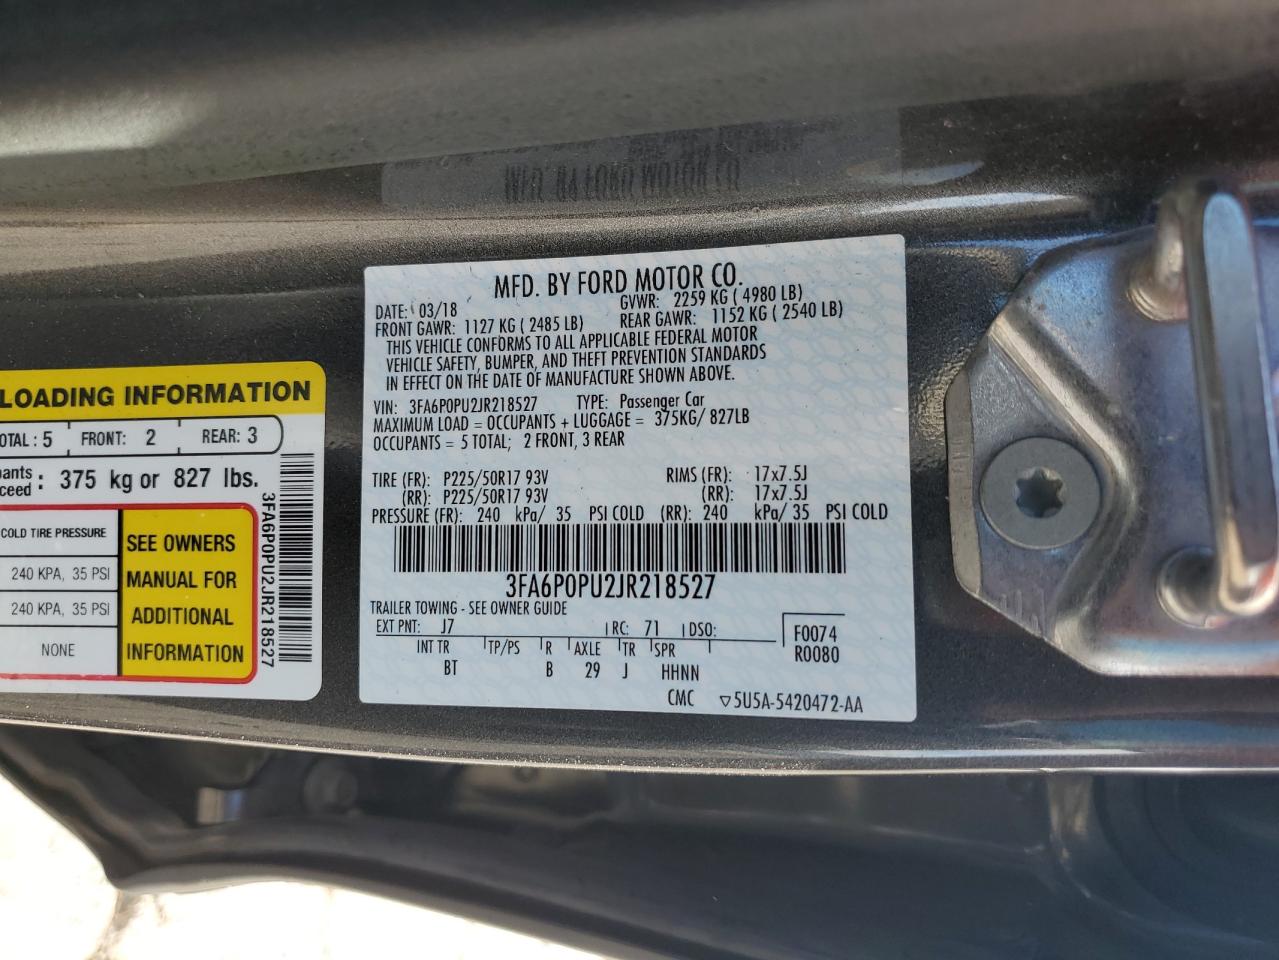 MFD. BY FORD MOTOR CO.
DATE: 03/18 GVWR: 2259 KG ( 4980 LB)
FRONT GAWR: 1127 KG ( 2485 LB) REAR GAWR: 1152 KG ( 2540 LB)
THIS VEHICLE CONFORMS TO ALL APPLICABLE FEDERAL MOTOR
VEHICLE SAFETY, BUMPER, AND THEFT PREVENTION STANDARDS
IN EFFECT ON THE DATE OF MANUFACTURE SHOWN ABOVE.
VIN: 3FA6P0PU2JR218527 TYPE: Passenger Car
MAXIMUM LOAD = OCCUPANTS + LUGGAGE = 375KG/ 827LB
OCCUPANTS = 5 TOTAL; 2 FRONT, 3 REAR
TIRE (FR): P225/50R17 93V RIMS (FR): 17x7.5J
(RR): P225/50R17 93V (RR): 17x7.5J
PRESSURE (FR): 240 kPa/ 35 PSI COLD (RR): 240 kPa/ 35 PSI COLD
3FA6P0PU2JR218527
TRAILER TOWING - SEE OWNER GUIDE
EXT PNT: J7 RC: 71 DSO: F0074
R0080
INT TR TP/PS R AXLE TR SPR
BT B 29 J HHNN
CMC ▽5U5A-5420472-AA
LOADING INFORMATION
OTAL : 5 FRONT: 2 REAR: 3
pants
ceed : 375 kg or 827 lbs.
COLD TIRE PRESSURE
240 KPA, 35 PSI
240 KPA, 35 PSI
NONE
SEE OWNERS
MANUAL FOR
ADDITIONAL
INFORMATION
3FA6P0PU2JR218527